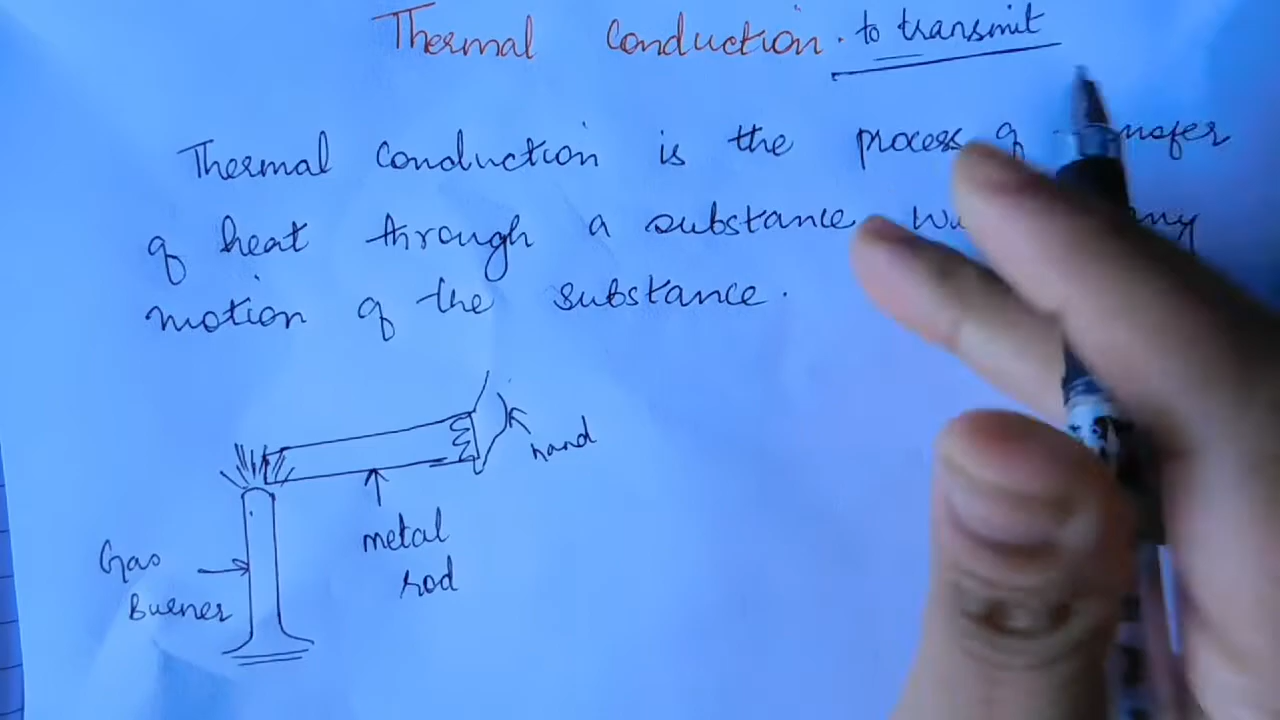 Thermal Conduction. to transmit
Thermal Conduction is the process of
of heat through a substance
motion of the substance.
hand
metal
rod
Gas
Burner